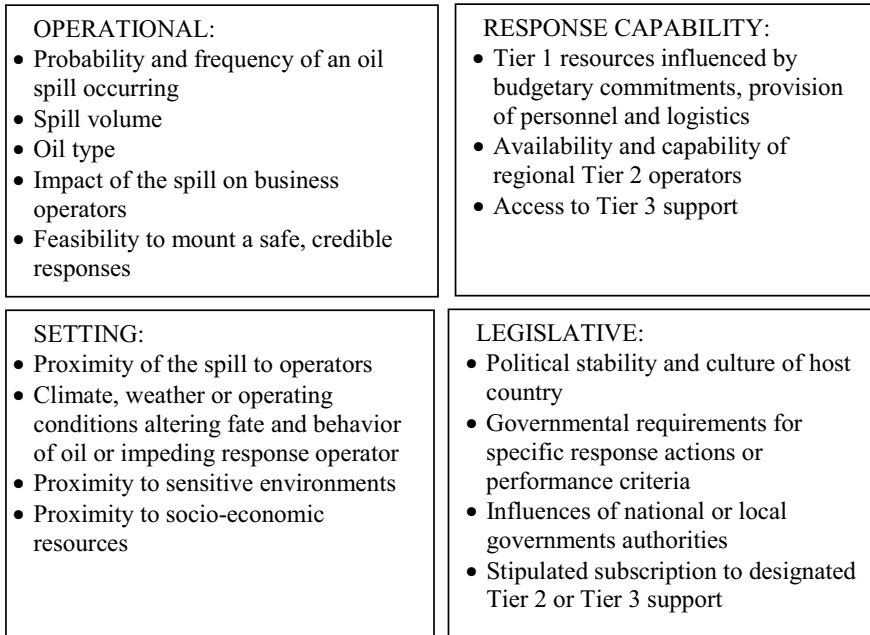 OPERATIONAL:
• Probability and frequency of an oil
spill occurring
• Spill volume
• Oil type
• Impact of the spill on business
operators
• Feasibility to mount a safe, credible
responses
RESPONSE CAPABILITY:
• Tier 1 resources influenced by
budgetary commitments, provision
of personnel and logistics
• Availability and capability of
regional Tier 2 operators
• Access to Tier 3 support
SETTING:
• Proximity of the spill to operators
• Climate, weather or operating
conditions altering fate and behavior
of oil or impeding response operator
• Proximity to sensitive environments
• Proximity to socio-economic
resources
LEGISLATIVE:
• Political stability and culture of host
country
• Governmental requirements for
specific response actions or
performance criteria
• Influences of national or local
governments authorities
• Stipulated subscription to designated
Tier 2 or Tier 3 support